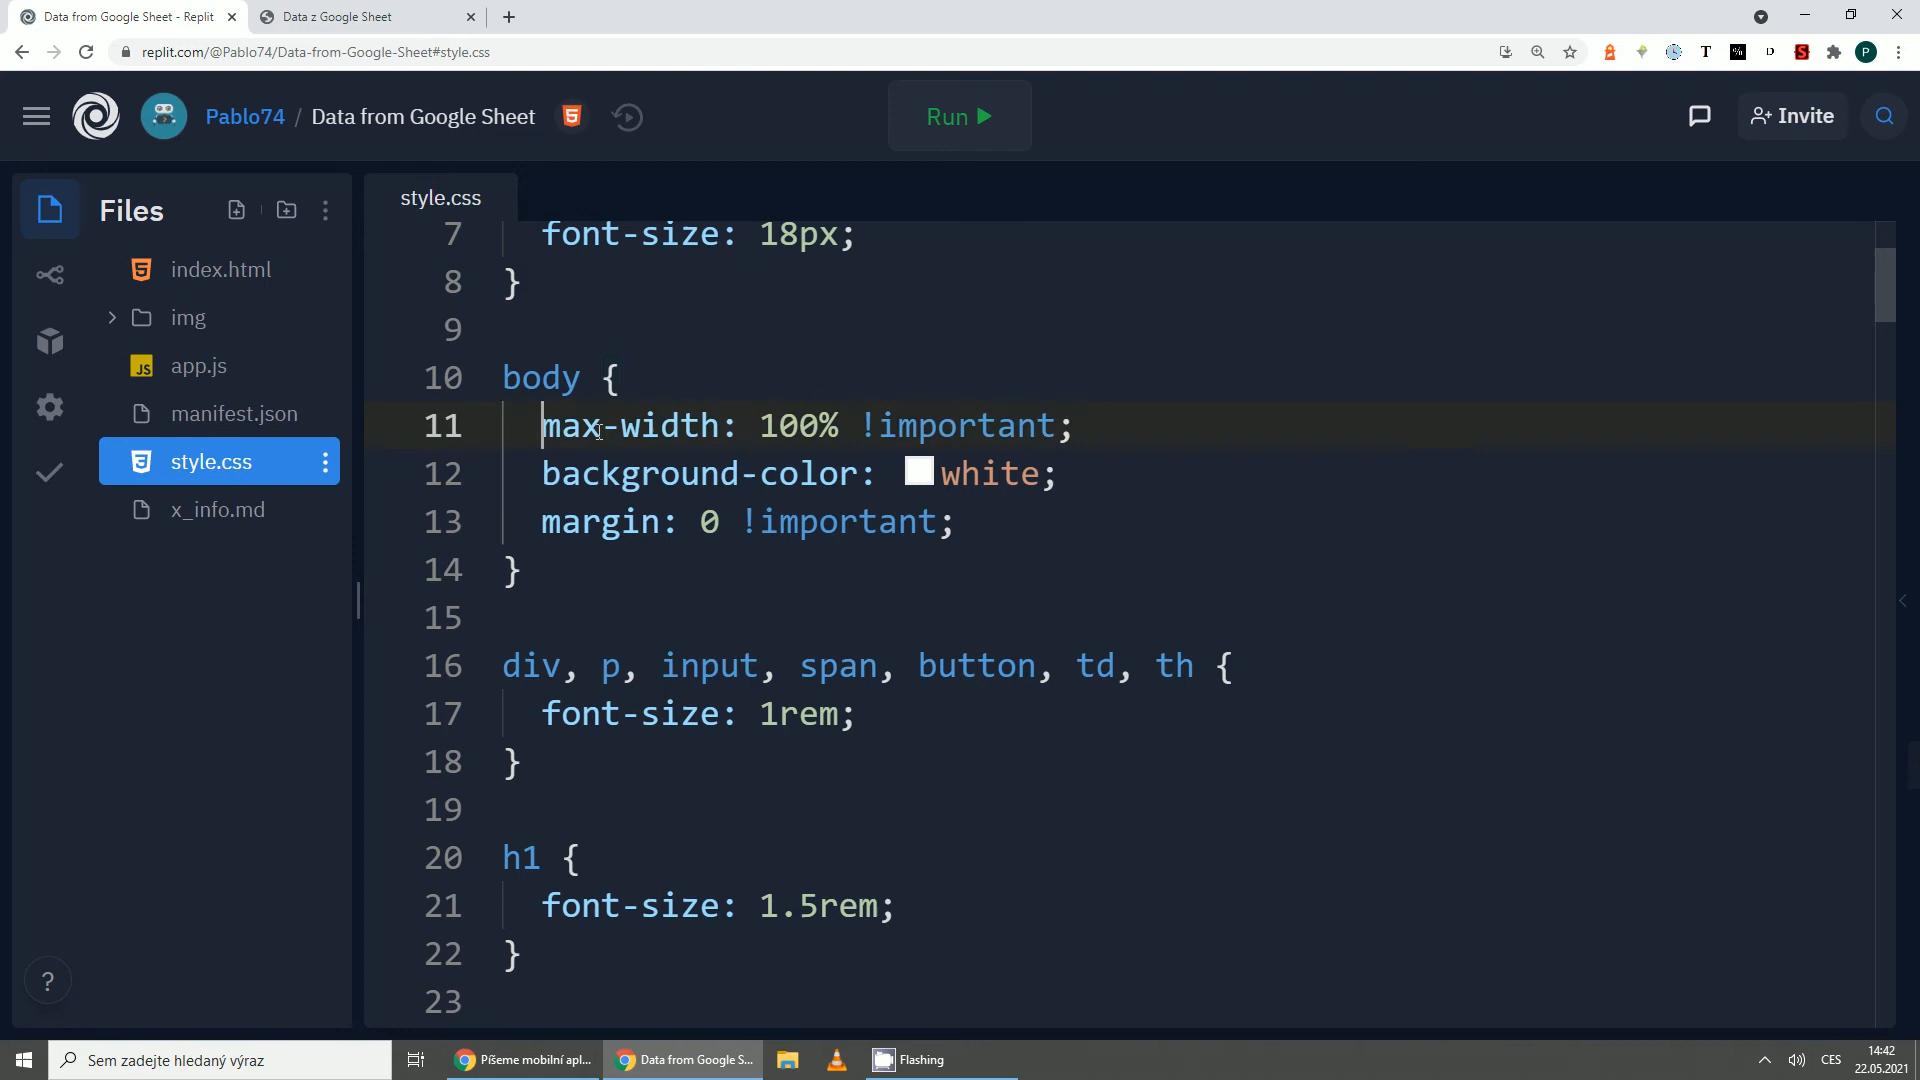 Data from Google Sheet - Replit
Data z Google Sheet
replit.com/@Pablo74/Data-from-Google-Sheet#style.css
Pablo74 / Data from Google Sheet
Run
Invite
Files
index.html
img
app.js
manifest.json
style.css
x_info.md
style.css
7 font-size: 18px;
8 }
9
10 body {
11 max-width: 100% !important;
12 background-color: white;
13 margin: 0 !important;
14 }
15
16 div, p, input, span, button, td, th {
17 font-size: 1rem;
18 }
19
20 h1 {
21 font-size: 1.5rem;
22 }
23
?
Sem zadejte hledaný výraz
Píšeme mobilní apl...
Data from Google S...
Flashing
CES
14:42
22.05.2021